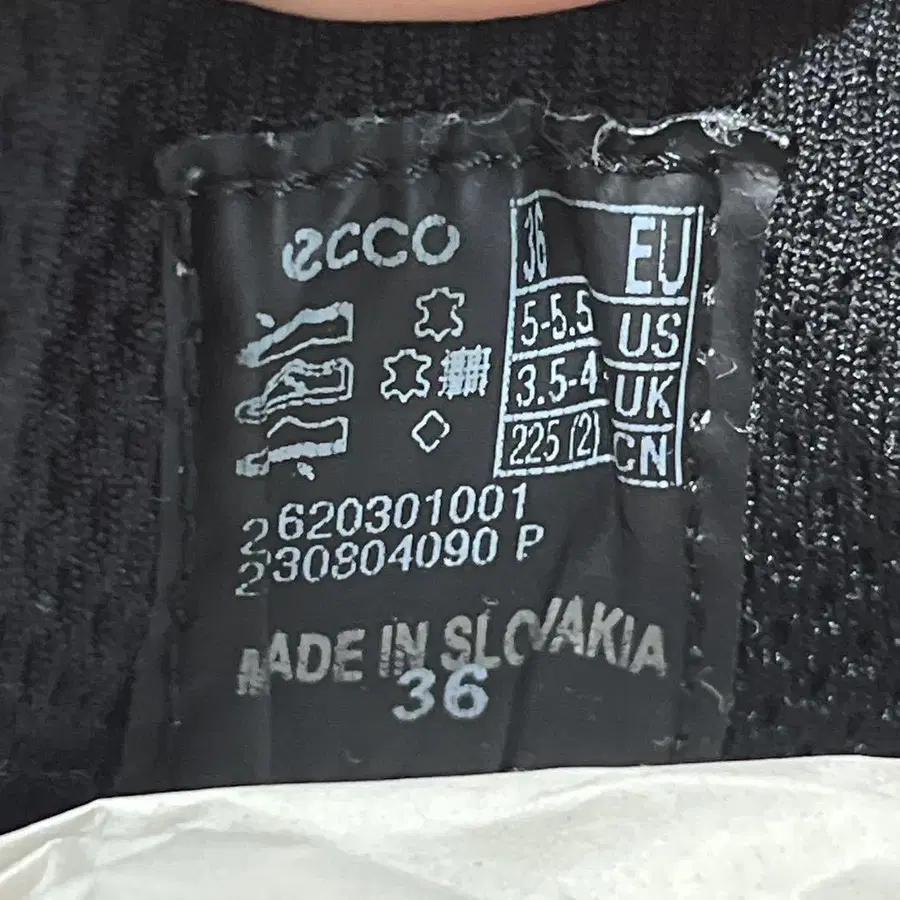 ecco
36 EU
5-5.5 US
3.5-4 UK
225 (2) CN
2620301001
230804090 P
MADE IN SLOVAKIA
36